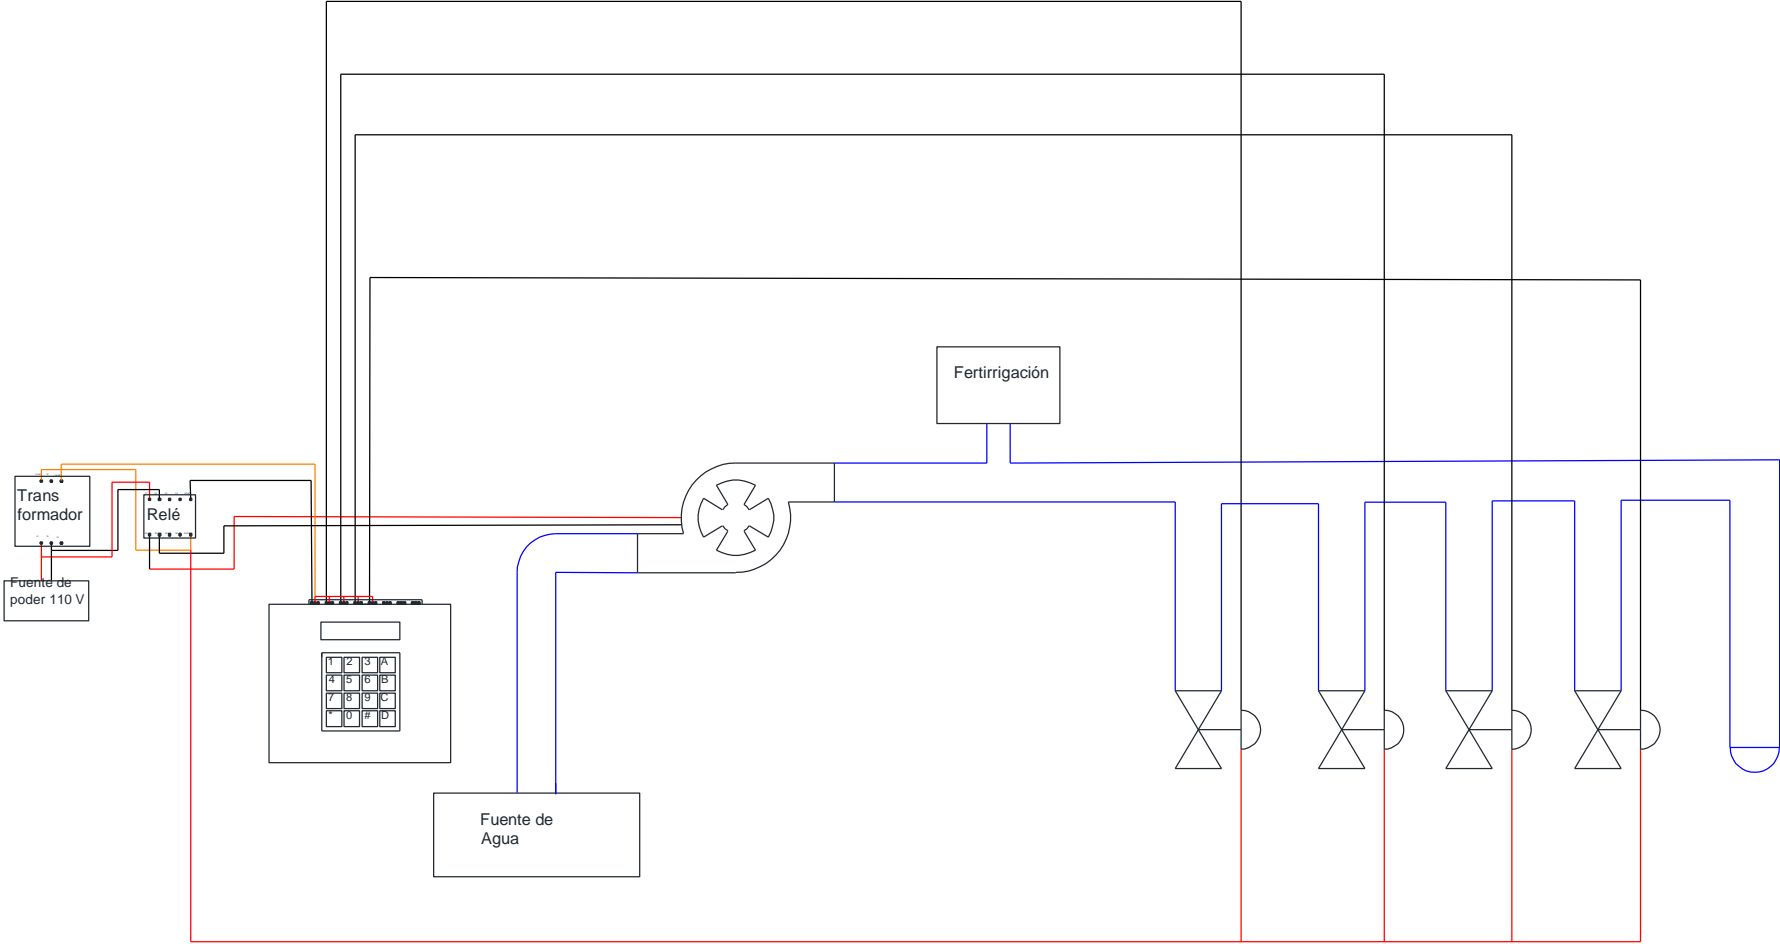 Fertirrigación
Trans
formador
Relé
Fuente de
poder 110 V
1 2 3 A
4 5 6 B
7 8 9 C
* 0 # D
Fuente de
Agua